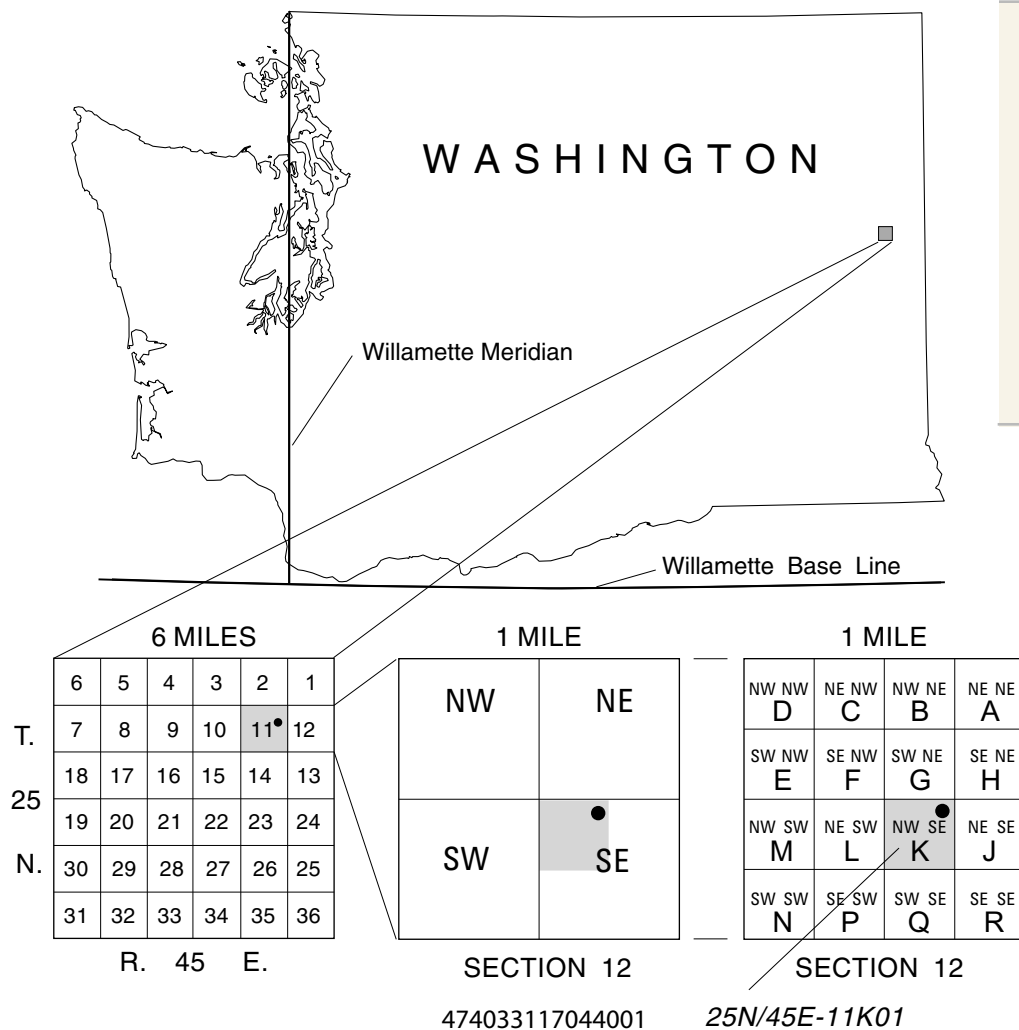 WASHINGTON
Willamette Meridian
Willamette Base Line
6 MILES
6 5 4 3 2 1
7 8 9 10 11 12
18 17 16 15 14 13
19 20 21 22 23 24
30 29 28 27 26 25
31 32 33 34 35 36
T.
25
N.
R. 45 E.
1 MILE
NW NE
SW SE
SECTION 12
474033117044001
1 MILE
NW NW NE NW NW NE NE NE
D C B A
SW NW SE NW SW NE SE NE
E F G H
NW SW NE SW NW SE NE SE
M L K J
SW SW SE SW SW SE SE SE
N P Q R
SECTION 12
25N/45E-11K01